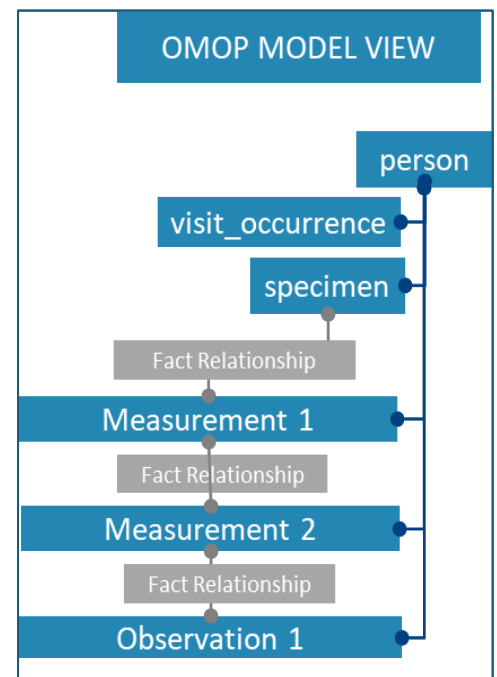 OMOP MODEL VIEW
person
visit_occurrence
specimen
Fact Relationship
Measurement 1
Fact Relationship
Measurement 2
Fact Relationship
Observation 1